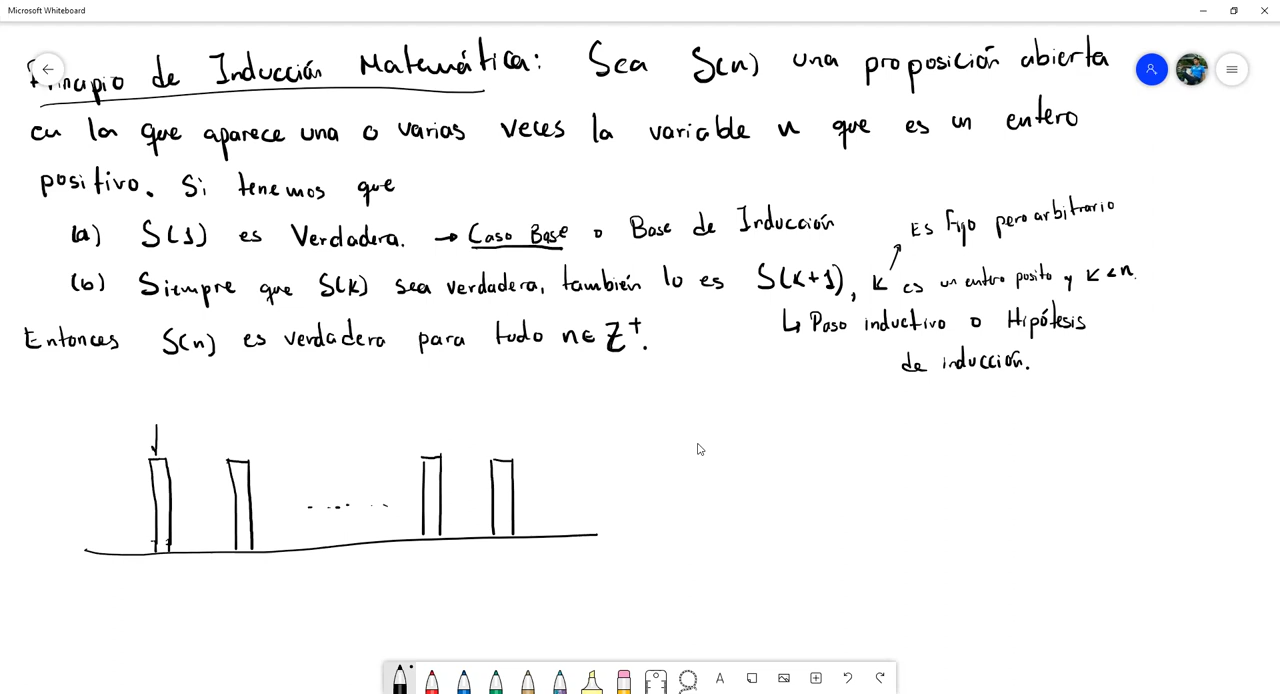 Microsoft Whiteboard
Principio de Inducción Matemática: Sea S(n) una proposición abierta
en la que aparece una o varias veces la variable n que es un entero
positivo. Si tenemos que
(a) S(1) es Verdadera. → Caso Base o Base de Inducción
Es Fijo pero arbitrario
(b) Siempre que S(k) sea verdadera, también lo es S(k+1), k es un entero posito y k<n.
↳ Paso inductivo o Hipótesis
de inducción.
Entonces S(n) es verdadera para todo n∈Z⁺.